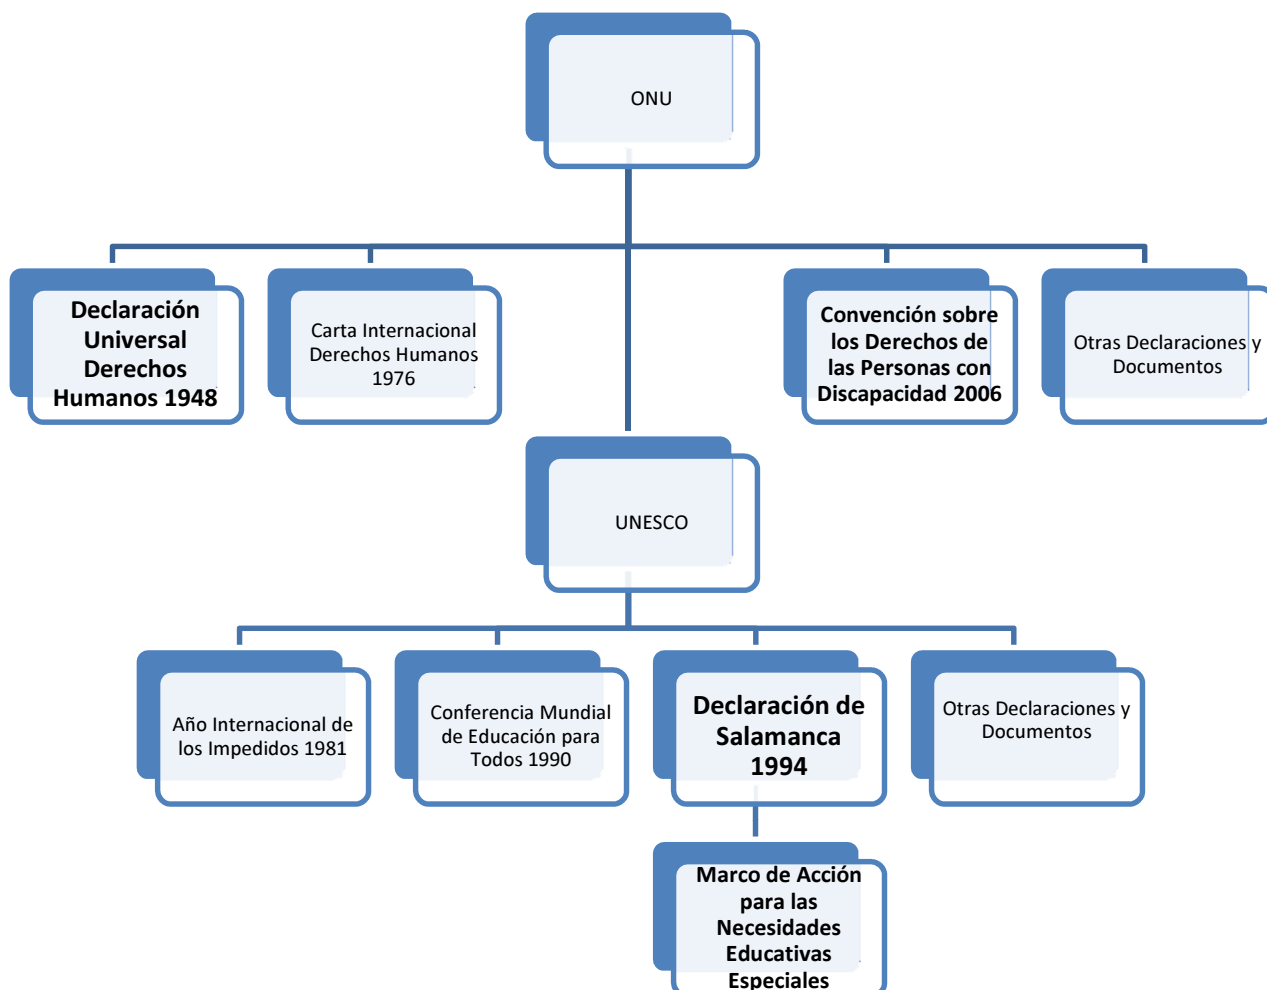 ONU
Declaración
Universal
Derechos
Humanos 1948
Carta Internacional
Derechos Humanos
1976
Convención sobre
los Derechos de
las Personas con
Discapacidad 2006
Otras Declaraciones y
Documentos
UNESCO
Año Internacional de
los Impedidos 1981
Conferencia Mundial
de Educación para
Todos 1990
Declaración de
Salamanca
1994
Otras Declaraciones y
Documentos
Marco de Acción
para las
Necesidades
Educativas
Especiales